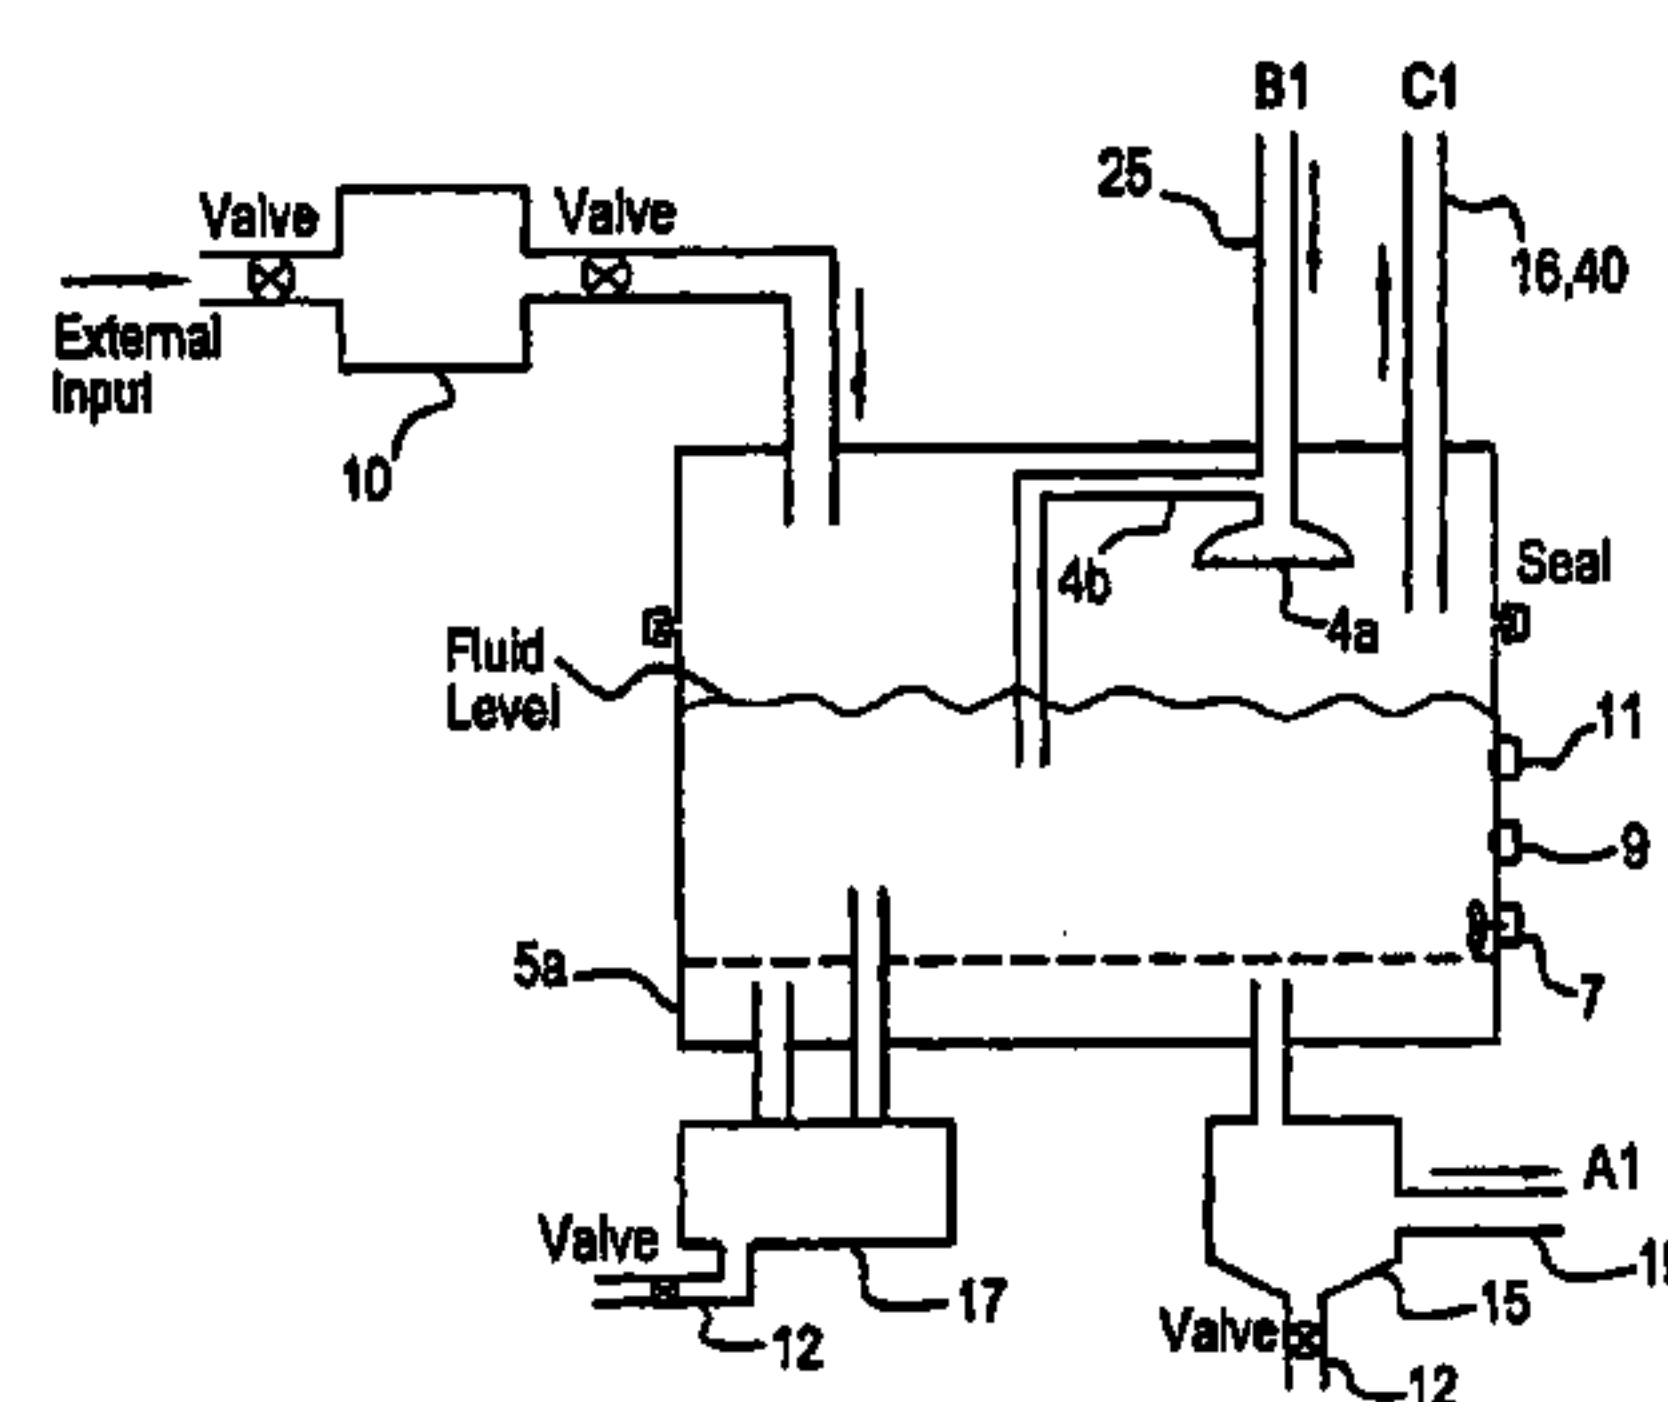 B1
C1
25
Valve
Valve
16,40
External
Input
10
Seal
4b
4a
Fluid
Level
11
9
5a
7
A1
Valve
17
15
12
Valve
12